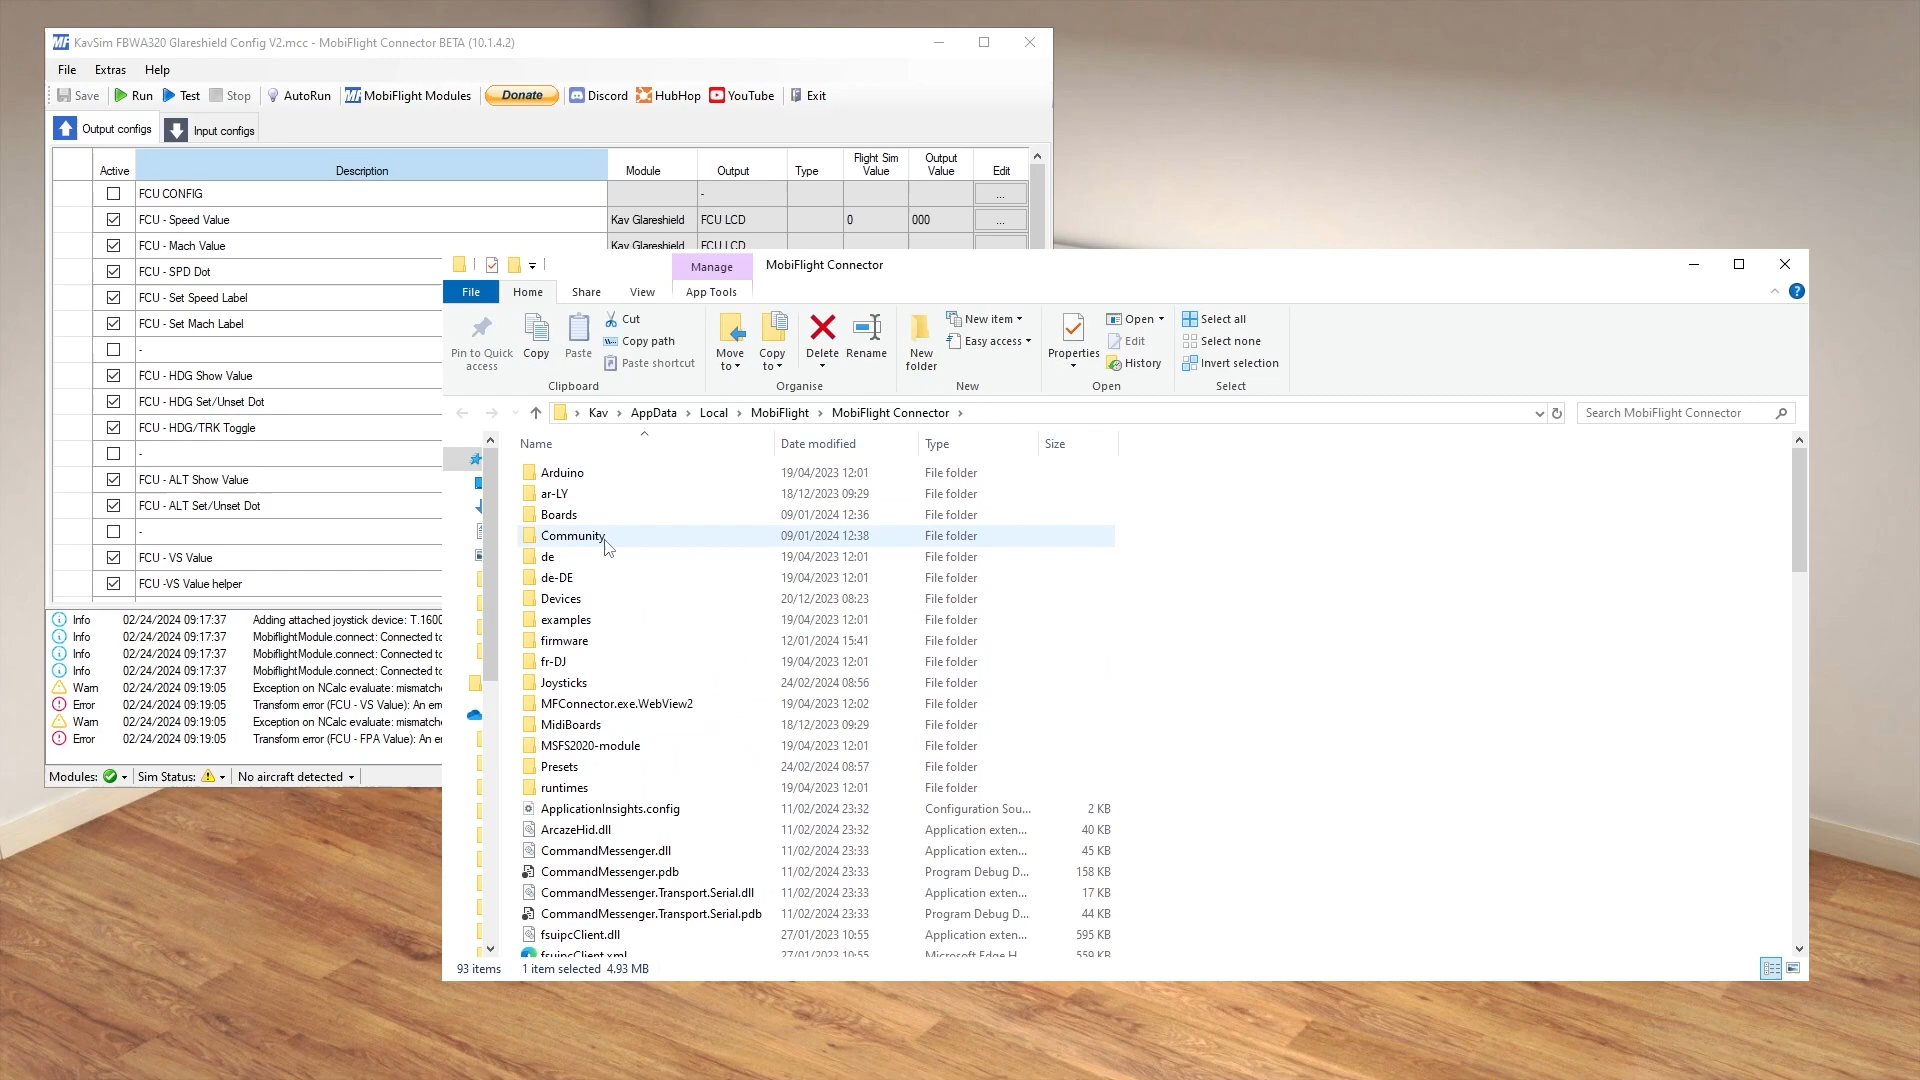 KavSim FBWA320 Glareshield Config V2.mcc - MobiFlight Connector BETA (10.1.4.2)
File Extras Help
Save Run Test Stop AutoRun MobiFlight Modules Donate Discord HubHop YouTube Exit
Output configs Input configs
Active Description Module Output Type Flight Sim Value Output Value Edit
FCU CONFIG - ...
FCU - Speed Value Kav Glareshield FCU LCD 0 000 ...
FCU - Mach Value Kav Glareshield FCU LCD
FCU - SPD Dot
FCU - Set Speed Label
FCU - Set Mach Label
-
FCU - HDG Show Value
FCU - HDG Set/Unset Dot
FCU - HDG/TRK Toggle
-
FCU - ALT Show Value
FCU - ALT Set/Unset Dot
-
FCU - VS Value
FCU -VS Value helper
Info 02/24/2024 09:17:37 Adding attached joystick device: T.1600
Info 02/24/2024 09:17:37 MobiflightModule.connect: Connected to
Info 02/24/2024 09:17:37 MobiflightModule.connect: Connected to
Info 02/24/2024 09:17:37 MobiflightModule.connect: Connected to
Warn 02/24/2024 09:19:05 Exception on NCalc evaluate: mismatche
Error 02/24/2024 09:19:05 Transform error (FCU - VS Value): An err
Warn 02/24/2024 09:19:05 Exception on NCalc evaluate: mismatche
Error 02/24/2024 09:19:05 Transform error (FCU - FPA Value): An e
Modules: Sim Status: No aircraft detected
Manage MobiFlight Connector
File Home Share View App Tools
Pin to Quick access
Copy
Paste
Cut
Copy path
Paste shortcut
Clipboard
Move to
Copy to
Delete
Rename
Organise
New folder
New item
Easy access
New
Properties
Open
Edit
History
Open
Select all
Select none
Invert selection
Select
Kav > AppData > Local > MobiFlight > MobiFlight Connector >
Search MobiFlight Connector
Name Date modified Type Size
Arduino 19/04/2023 12:01 File folder
ar-LY 18/12/2023 09:29 File folder
Boards 09/01/2024 12:36 File folder
Community 09/01/2024 12:38 File folder
de 19/04/2023 12:01 File folder
de-DE 19/04/2023 12:01 File folder
Devices 20/12/2023 08:23 File folder
examples 19/04/2023 12:01 File folder
firmware 12/01/2024 15:41 File folder
fr-DJ 19/04/2023 12:01 File folder
Joysticks 24/02/2024 08:56 File folder
MFConnector.exe.WebView2 19/04/2023 12:02 File folder
MidiBoards 18/12/2023 09:29 File folder
MSFS2020-module 19/04/2023 12:01 File folder
Presets 24/02/2024 08:57 File folder
runtimes 19/04/2023 12:01 File folder
ApplicationInsights.config 11/02/2024 23:32 Configuration Sou... 2 KB
ArcazeHid.dll 11/02/2024 23:32 Application exten... 40 KB
CommandMessenger.dll 11/02/2024 23:33 Application exten... 45 KB
CommandMessenger.pdb 11/02/2024 23:33 Program Debug D... 158 KB
CommandMessenger.Transport.Serial.dll 11/02/2024 23:33 Application exten... 17 KB
CommandMessenger.Transport.Serial.pdb 11/02/2024 23:33 Program Debug D... 44 KB
fsuipcClient.dll 27/01/2023 10:55 Application exten... 595 KB
fsuipcClient.xml 27/01/2023 10:55 Microsoft Edge H... 559 KB
93 items 1 item selected 4.93 MB